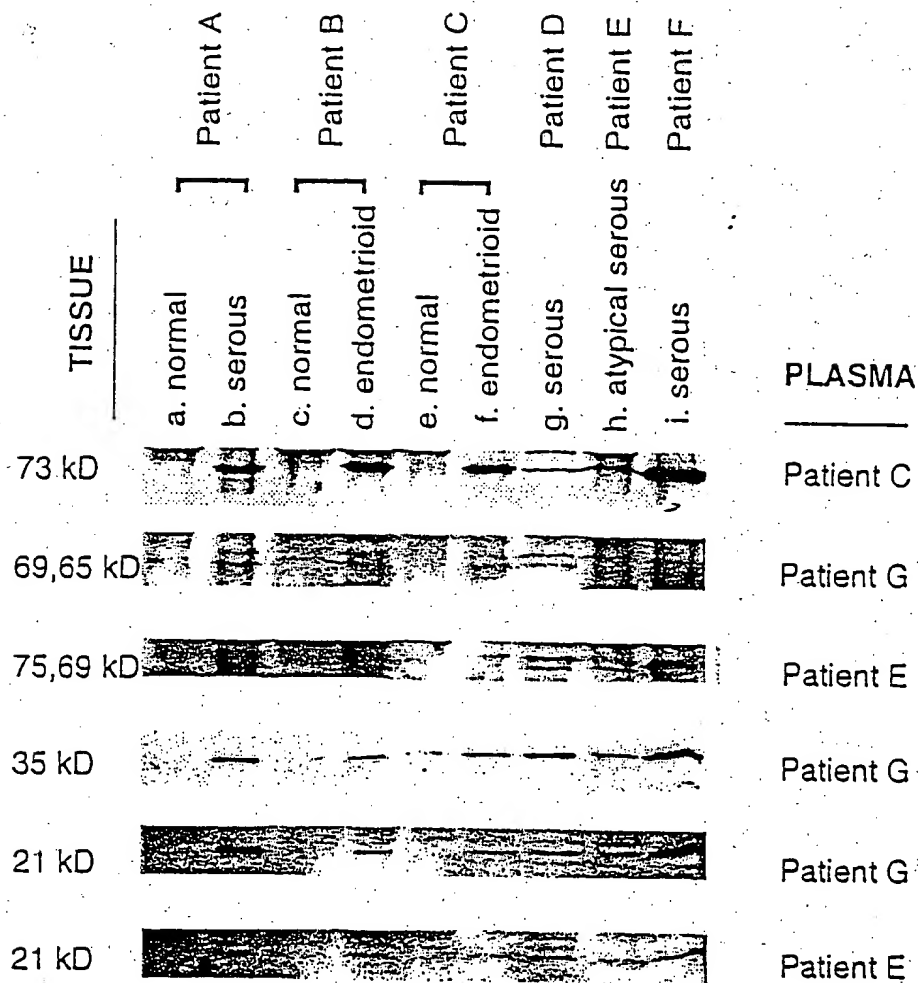 Patient A
Patient B
Patient C
Patient D
Patient E
Patient F
TISSUE
a. normal
b. serous
c. normal
d. endometrioid
e. normal
f. endometrioid
g. serous
h. atypical serous
i. serous
PLASMA
73 kD
Patient C
69,65 kD
Patient G
75,69 kD
Patient E
35 kD
Patient G
21 kD
Patient G
21 kD
Patient E